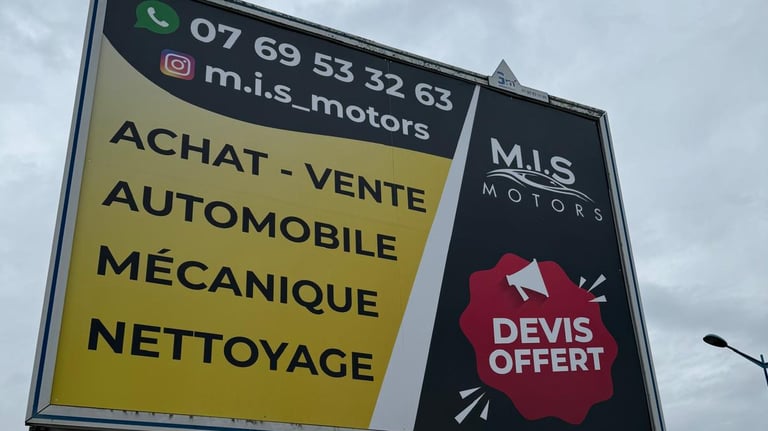 07 69 53 32 63
m.i.s_motors
ACHAT - VENTE
AUTOMOBILE
MÉCANIQUE
NETTOYAGE
M.I.S
MOTORS
DEVIS
OFFERT